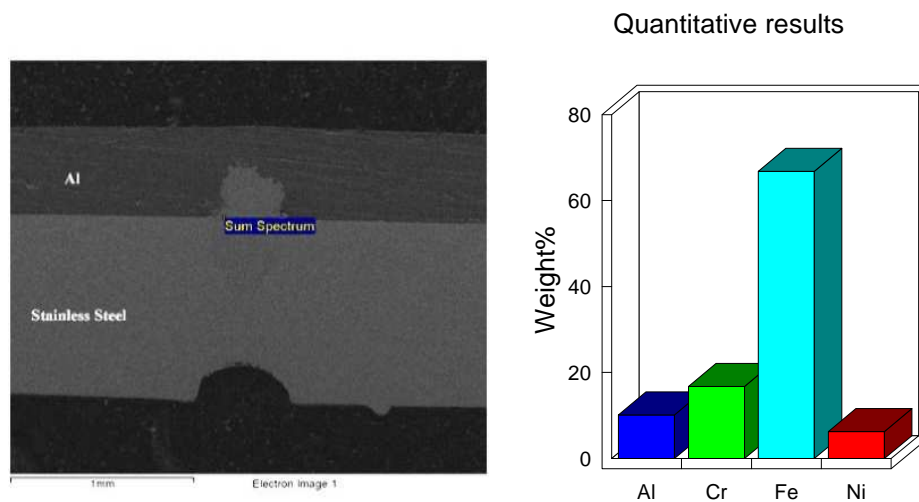 Al
Sum Spectrum
Stainless Steel
1mm
Electron Image 1
Quantitative results
Weight%
80
60
40
20
0
Al
Cr
Fe
Ni